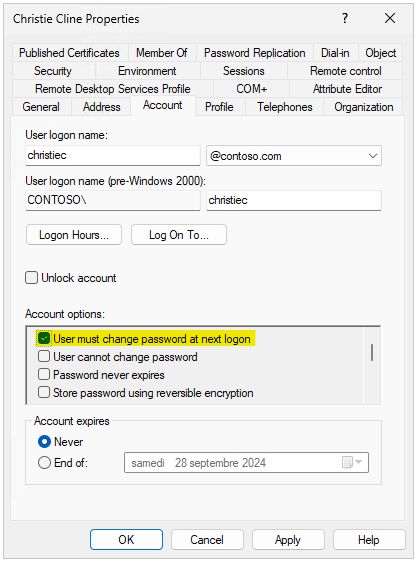 Christie Cline Properties ? ×
Published Certificates Member Of Password Replication Dial-in Object
Security Environment Sessions Remote control
Remote Desktop Services Profile COM+ Attribute Editor
General Address Account Profile Telephones Organization
User logon name:
christiec @contoso.com
User logon name (pre-Windows 2000):
CONTOSO\ christiec
Logon Hours... Log On To...
Unlock account
Account options:
User must change password at next logon
User cannot change password
Password never expires
Store password using reversible encryption
Account expires
Never
End of: samedi 28 septembre 2024
OK Cancel Apply Help